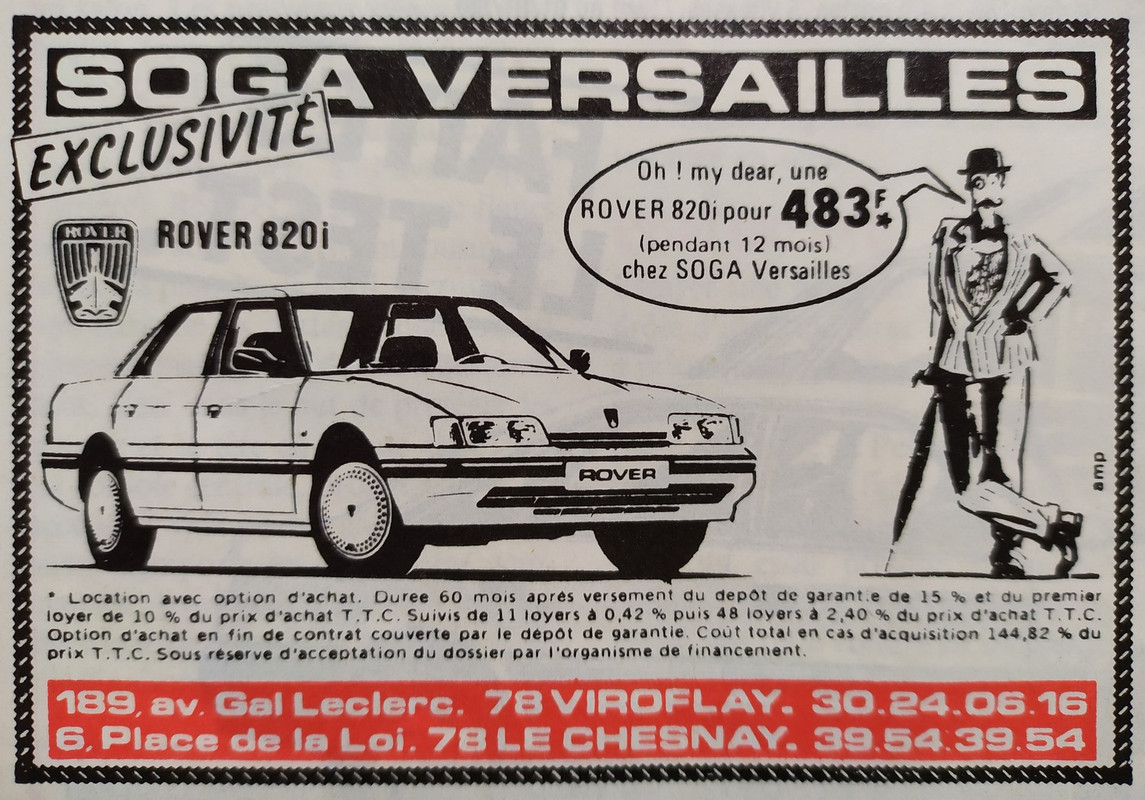 SOGA VERSAILLES
EXCLUSIVITÉ
ROVER
ROVER 820i
Oh ! my dear, une
ROVER 820i pour 483F*
(pendant 12 mois)
chez SOGA Versailles
ROVER
amp
* Location avec option d'achat. Duree 60 mois aprés versement du depôt de garantie de 15 % et du premier
loyer de 10 % du prix d'achat T.T.C. Suivis de 11 loyers à 0,42 % puis 48 loyers à 2,40 % du prix d'achat T.T.C.
Option d'achat en fin de contrat couverte par le dépôt de garantie. Coût total en cas d'acquisition 144,82 % du
prix T.T.C. Sous réserve d'acceptation du dossier par l'organisme de financement.
189, av. Gal Leclerc. 78 VIROFLAY. 30.24.06.16
6, Place de la Loi. 78 LE CHESNAY. 39.54.39.54